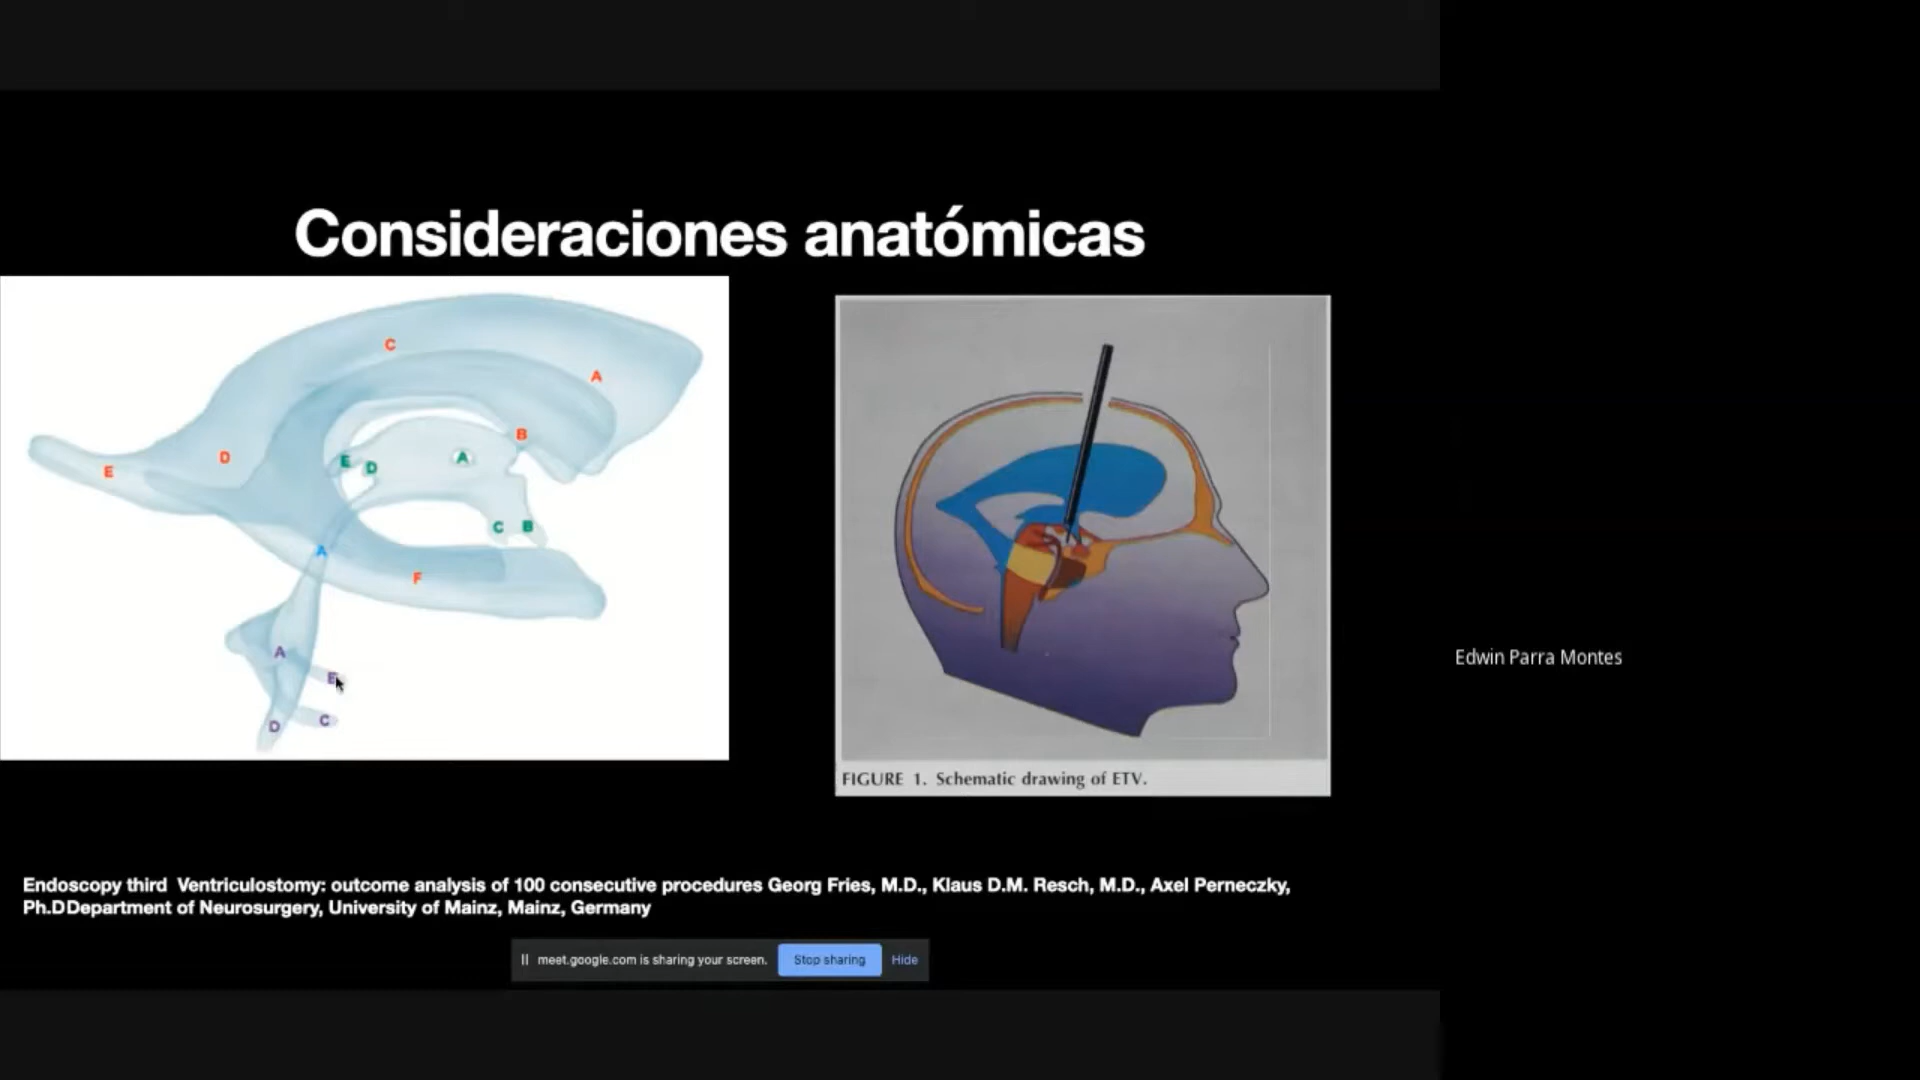 Consideraciones anatómicas
C
A
B
A
E
D
D
E
C
B
A
F
A
E
D
C
FIGURE 1. Schematic drawing of ETV.
Edwin Parra Montes
Endoscopy third Ventriculostomy: outcome analysis of 100 consecutive procedures Georg Fries, M.D., Klaus D.M. Resch, M.D., Axel Perneczky,
Ph.DDepartment of Neurosurgery, University of Mainz, Mainz, Germany
meet.google.com is sharing your screen.
Stop sharing
Hide